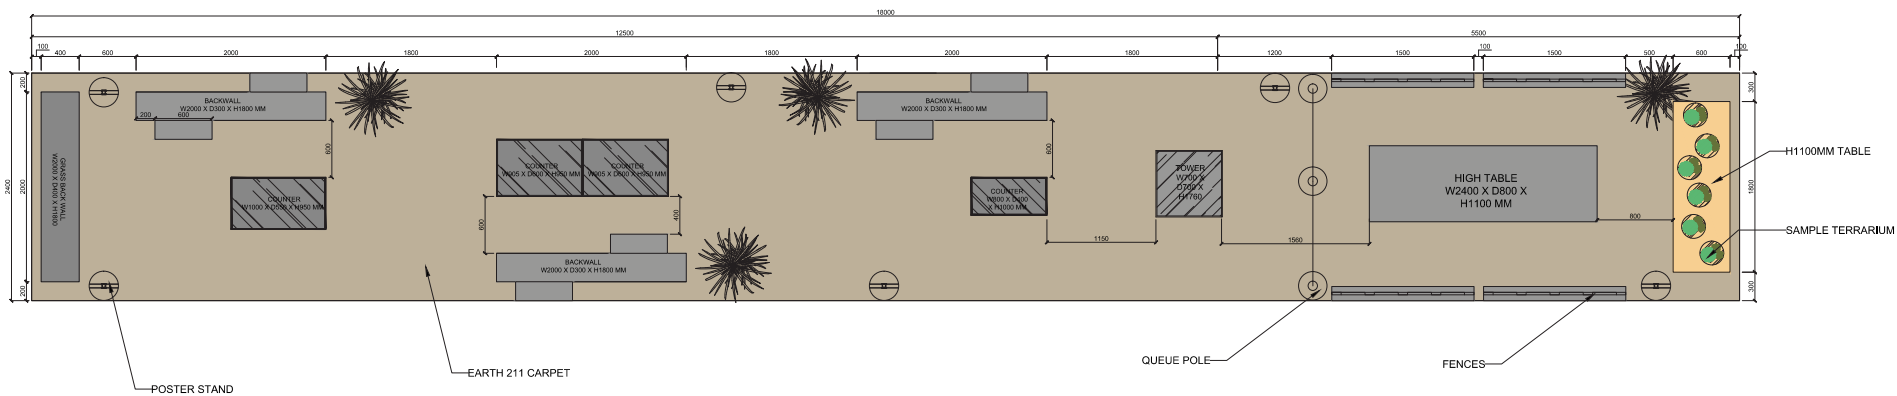 18000
12500
5500
100
400
600
2000
1800
2000
1800
2000
1800
1200
1500
100
1500
500
600
100
200
2400
2000
200
GRASS BACK WALL
W2000 X D400 X H1800
BACKWALL
W2000 X D300 X H1800 MM
200
600
600
COUNTER
W1000 X D550 X H950 MM
COUNTER
W905 X D600 X H950 MM
COUNTER
W905 X D600 X H950 MM
600
400
BACKWALL
W2000 X D300 X H1800 MM
BACKWALL
W2000 X D300 X H1800 MM
600
COUNTER
W800 X D400
X H1000 MM
1150
TOWER
W700 X
D700 X
H1760
1560
HIGH TABLE
W2400 X D800 X
H1100 MM
800
300
1800
300
H1100MM TABLE
SAMPLE TERRARIUM
QUEUE POLE
FENCES
EARTH 211 CARPET
POSTER STAND